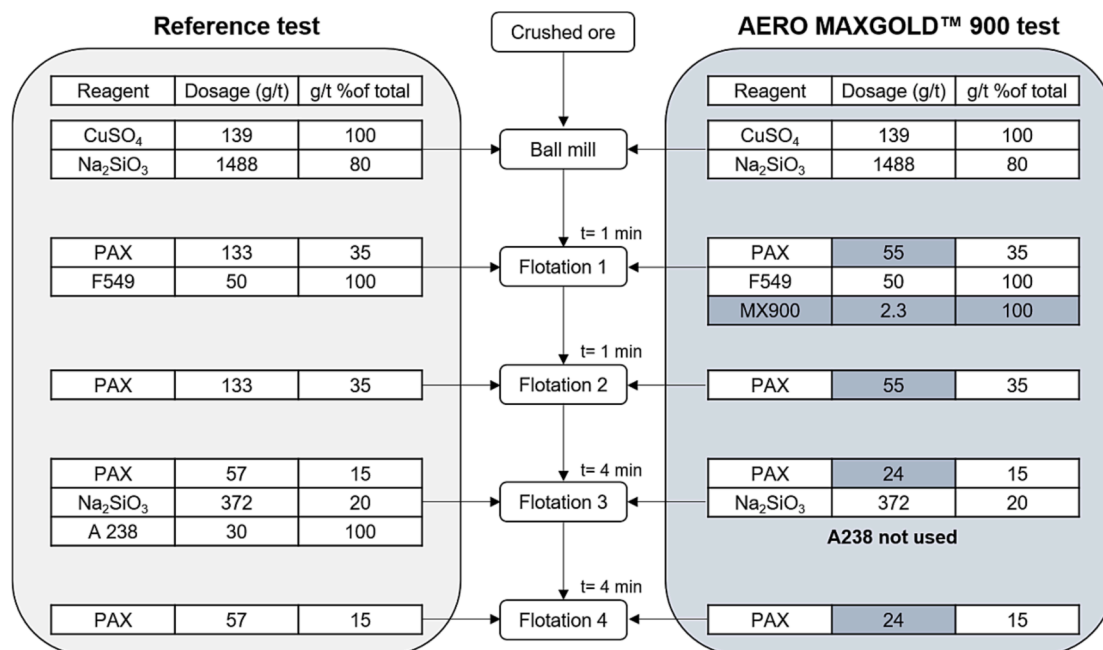 Reference test
Crushed ore
AERO MAXGOLD™ 900 test
Reagent Dosage (g/t) g/t %of total
Reagent Dosage (g/t) g/t %of total
CuSO₄ 139 100
Na₂SiO₃ 1488 80
Ball mill
CuSO₄ 139 100
Na₂SiO₃ 1488 80
t= 1 min
PAX 133 35
F549 50 100
Flotation 1
PAX 55 35
F549 50 100
MX900 2.3 100
t= 1 min
PAX 133 35
Flotation 2
PAX 55 35
t= 4 min
PAX 57 15
Na₂SiO₃ 372 20
A 238 30 100
Flotation 3
PAX 24 15
Na₂SiO₃ 372 20
A238 not used
t= 4 min
PAX 57 15
Flotation 4
PAX 24 15